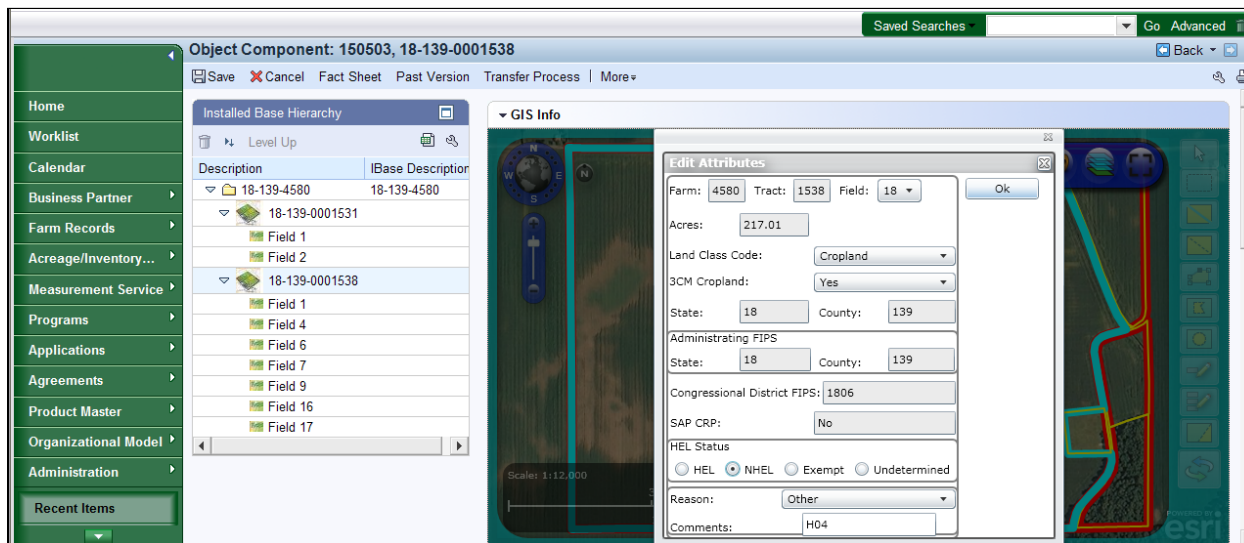 Saved Searches Go Advanced
Object Component: 150503, 18-139-0001538 Back
Save Cancel Fact Sheet Past Version Transfer Process | More
Home
Worklist
Calendar
Business Partner
Farm Records
Acreage/Inventory...
Measurement Service
Programs
Applications
Agreements
Product Master
Organizational Model
Administration
Recent Items
Installed Base Hierarchy
Level Up
Description IBase Description
18-139-4580 18-139-4580
18-139-0001531
Field 1
Field 2
18-139-0001538
Field 1
Field 4
Field 6
Field 7
Field 9
Field 16
Field 17
GIS Info
N
W E N
S
Scale: 1:12,000
Edit Attributes
Farm: 4580 Tract: 1538 Field: 18 Ok
Acres: 217.01
Land Class Code: Cropland
3CM Cropland: Yes
State: 18 County: 139
Administrating FIPS
State: 18 County: 139
Congressional District FIPS: 1806
SAP CRP: No
HEL Status
HEL NHEL Exempt Undetermined
Reason: Other
Comments: H04
POWERED BY
esri